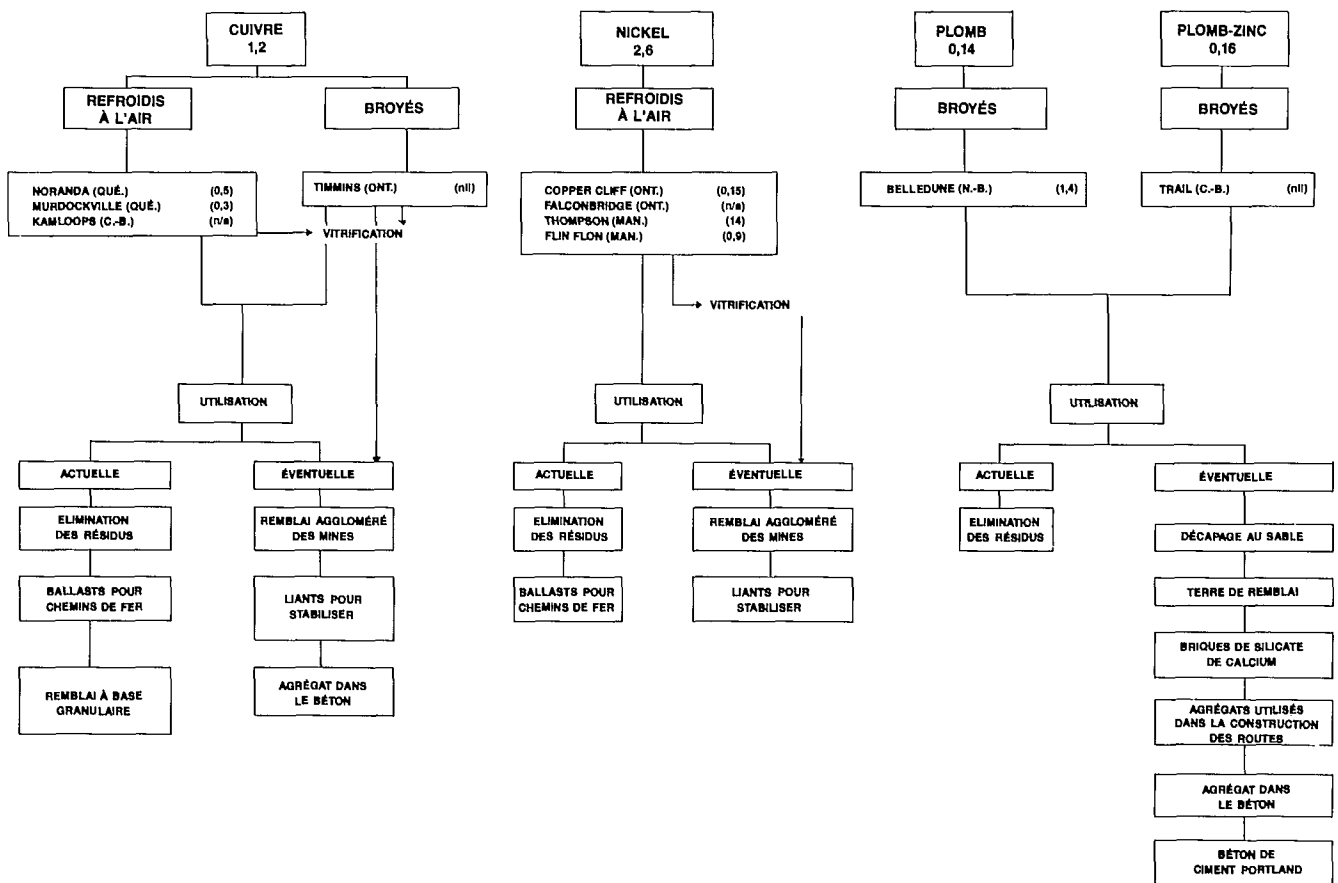 CUIVRE
1,2
REFROIDIS
À L'AIR
BROYÉS
NORANDA (QUÉ.) (0,5)
MURDOCKVILLE (QUÉ.) (0,3)
KAMLOOPS (C.-B.) (n/a)
TIMMINS (ONT.) (nil)
VITRIFICATION
UTILISATION
ACTUELLE
ELIMINATION
DES RÉSIDUS
BALLASTS POUR
CHEMINS DE FER
REMBLAI À BASE
GRANULAIRE
ÉVENTUELLE
REMBLAI AGGLOMÉRÉ
DES MINES
LIANTS POUR
STABILISER
AGRÉGAT DANS
LE BÉTON
NICKEL
2,6
REFROIDIS
À L'AIR
COPPER CLIFF (ONT.) (0,15)
FALCONBRIDGE (ONT.) (n/a)
THOMPSON (MAN.) (14)
FLIN FLON (MAN.) (0,9)
VITRIFICATION
UTILISATION
ACTUELLE
ELIMINATION
DES RÉSIDUS
BALLASTS POUR
CHEMINS DE FER
ÉVENTUELLE
REMBLAI AGGLOMÉRÉ
DES MINES
LIANTS POUR
STABILISER
PLOMB
0,14
BROYÉS
BELLEDUNE (N.-B.) (1,4)
PLOMB-ZINC
0,16
BROYÉS
TRAIL (C.-B.) (nil)
UTILISATION
ACTUELLE
ELIMINATION
DES RÉSIDUS
ÉVENTUELLE
DÉCAPAGE AU SABLE
TERRE DE REMBLAI
BRIQUES DE SILICATE
DE CALCIUM
AGRÉGATS UTILISÉS
DANS LA CONSTRUCTION
DES ROUTES
AGRÉGAT DANS
LE BÉTON
BÉTON DE
CIMENT PORTLAND